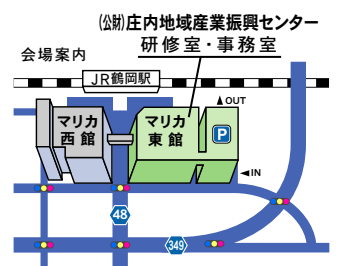 (公財)庄内地域産業振興センター
研修室・事務室
会場案内
JR鶴岡駅
OUT
マリカ
西館
マリカ
東館
P
IN
48
349